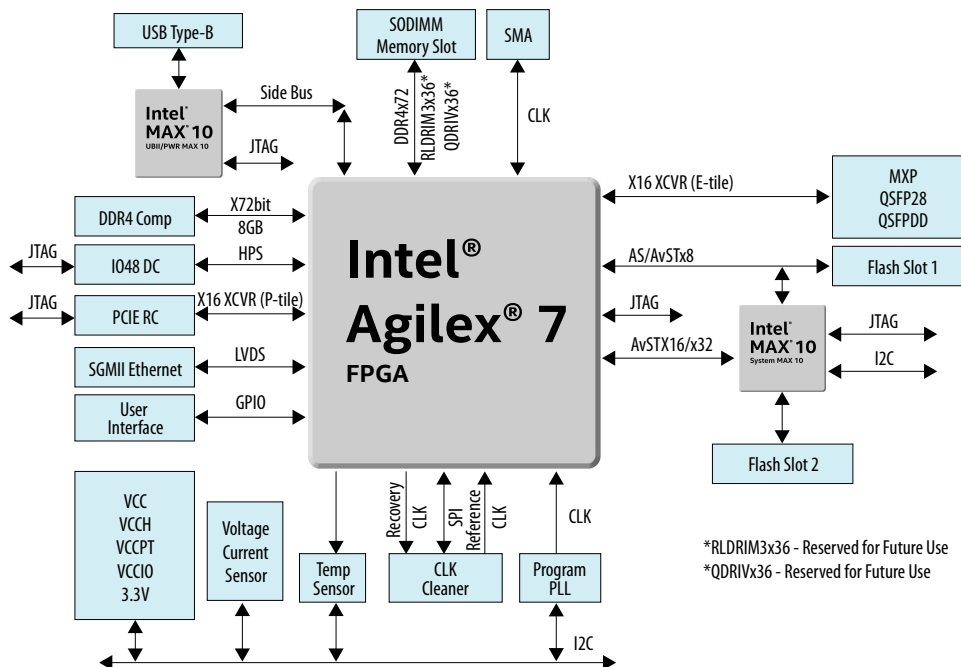 USB Type-B
SODIMM
Memory Slot
SMA
Intel®
MAX® 10
UBII/PWR MAX 10
Side Bus
JTAG
DDR4x72
RLDRIM3x36*
QDRIVx36*
CLK
X16 XCVR (E-tile)
MXP
QSFP28
QSFPDD
DDR4 Comp
X72bit
8GB
JTAG
IO48 DC
HPS
JTAG
PCIE RC
X16 XCVR (P-tile)
SGMII Ethernet
LVDS
User
Interface
GPIO
Intel®
Agilex® 7
FPGA
AS/AvSTx8
Flash Slot 1
JTAG
AvSTX16/x32
Intel®
MAX® 10
System MAX 10
JTAG
I2C
Flash Slot 2
VCC
VCCH
VCCPT
VCCIO
3.3V
Voltage
Current
Sensor
Temp
Sensor
Recovery
CLK
SPI
Reference
CLK
CLK
Cleaner
CLK
Program
PLL
I2C
*RLDRIM3x36 - Reserved for Future Use
*QDRIVx36 - Reserved for Future Use